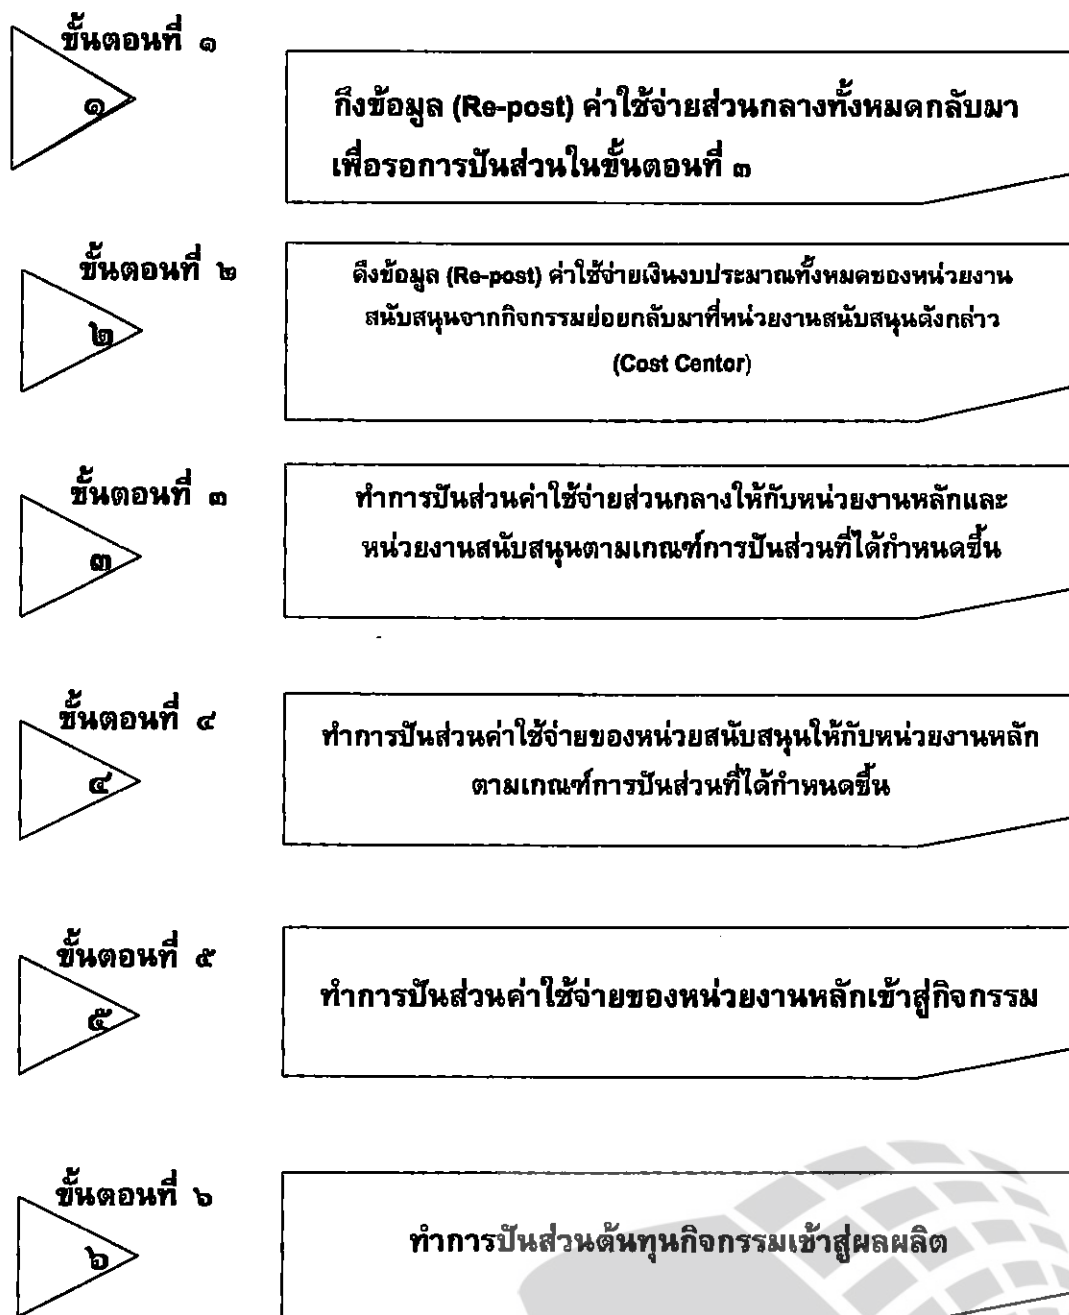 ขั้นตอนที่ ๑
๑
กึงข้อมูล (Re-post) ค่าใช้จ่ายส่วนกลางทั้งหมดกลับมา
เพื่อรอการปันส่วนในขั้นตอนที่ ๓
ขั้นตอนที่ ๒
๒
ดึงข้อมูล (Re-post) ค่าใช้จ่ายเงินงบประมาณทั้งหมดของหน่วยงาน
สนับสนุนจากกิจกรรมย่อยกลับมาที่หน่วยงานสนับสนุนดังกล่าว
(Cost Center)
ขั้นตอนที่ ๓
๓
ทำการปันส่วนค่าใช้จ่ายส่วนกลางให้กับหน่วยงานหลักและ
หน่วยงานสนับสนุนตามเกณฑ์การปันส่วนที่ได้กำหนดขึ้น
ขั้นตอนที่ ๔
๔
ทำการปันส่วนค่าใช้จ่ายของหน่วยสนับสนุนให้กับหน่วยงานหลัก
ตามเกณฑ์การปันส่วนที่ได้กำหนดขึ้น
ขั้นตอนที่ ๕
๕
ทำการปันส่วนค่าใช้จ่ายของหน่วยงานหลักเข้าสู่กิจกรรม
ขั้นตอนที่ ๖
๖
ทำการปันส่วนต้นทุนกิจกรรมเข้าสู่ผลผลิต